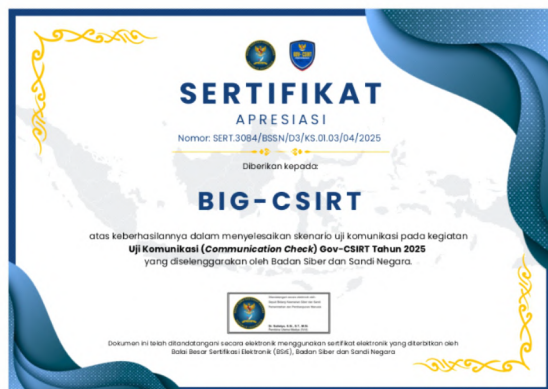 SERTIFIKAT
APRESIASI
Nomor: SERT.3084/BSSN/D3/KS.01.03/04/2025
Diberikan kepada:
BIG-CSIRT
atas keberhasilannya dalam menyelesaikan skenario uji komunikasi pada kegiatan
Uji Komunikasi (Communication Check) Gov-CSIRT Tahun 2025
yang diselenggarakan oleh Badan Siber dan Sandi Negara.
Dokumen ini telah ditandatangani secara elektronik menggunakan sertifikat elektronik yang diterbitkan oleh
Balai Besar Sertifikasi Elektronik (BSrE), Badan Siber dan Sandi Negara